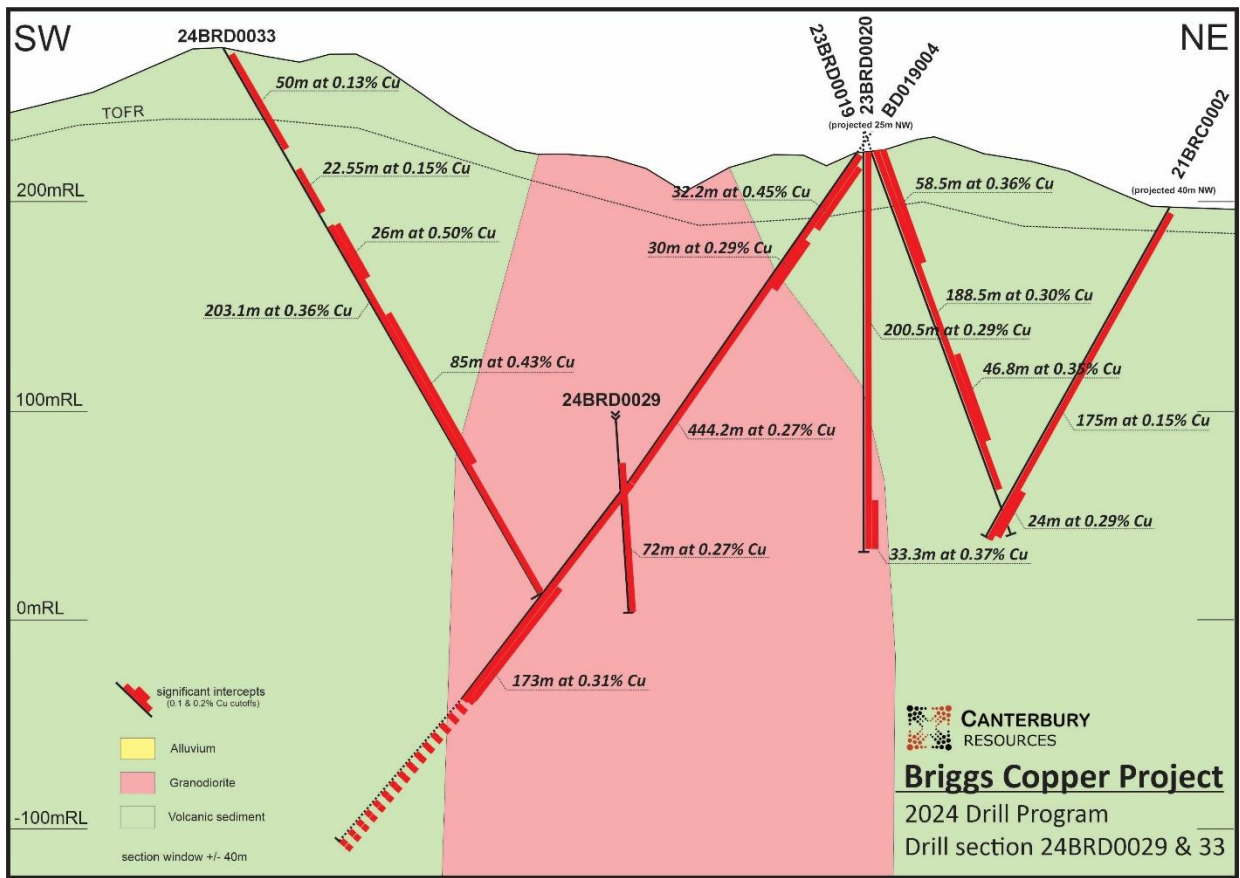 SW
NE
24BRD0033
23BRD0019
23BRD0020
BD019004
(projected 25m NW)
21BRC0002
(projected 40m NW)
TOFR
50m at 0.13% Cu
22.55m at 0.15% Cu
26m at 0.50% Cu
203.1m at 0.36% Cu
85m at 0.43% Cu
32.2m at 0.45% Cu
30m at 0.29% Cu
58.5m at 0.36% Cu
188.5m at 0.30% Cu
200.5m at 0.29% Cu
46.8m at 0.35% Cu
175m at 0.15% Cu
24BRD0029
444.2m at 0.27% Cu
24m at 0.29% Cu
72m at 0.27% Cu
33.3m at 0.37% Cu
173m at 0.31% Cu
200mRL
100mRL
0mRL
-100mRL
significant intercepts
(0.1 & 0.2% Cu cutoffs)
Alluvium
Granodiorite
Volcanic sediment
section window +/- 40m
CANTERBURY
RESOURCES
Briggs Copper Project
2024 Drill Program
Drill section 24BRD0029 & 33